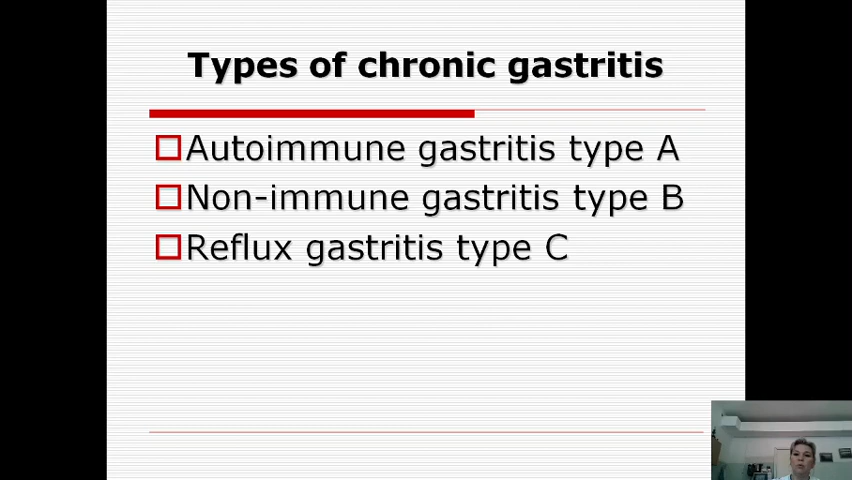 Types of chronic gastritis
Autoimmune gastritis type A
Non-immune gastritis type B
Reflux gastritis type C